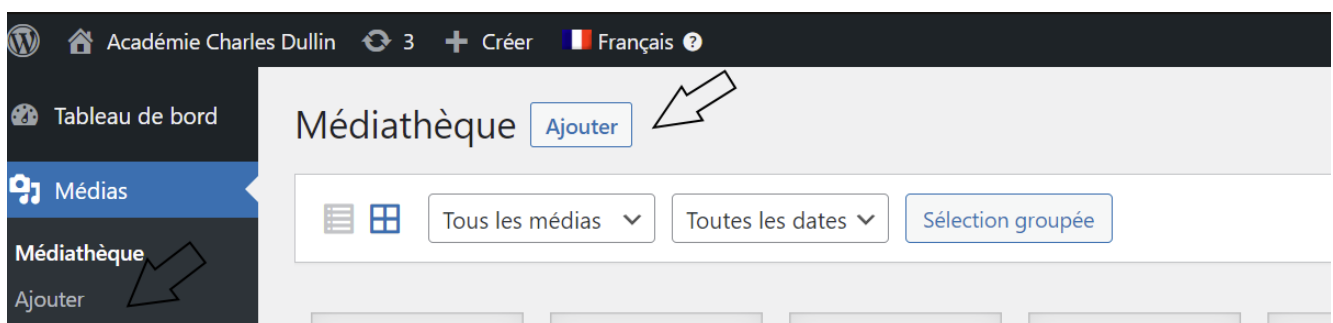 Académie Charles Dullin 3 Créer Français ?
Tableau de bord
Médiathèque Ajouter
Médias
Tous les médias Toutes les dates Sélection groupée
Médiathèque
Ajouter